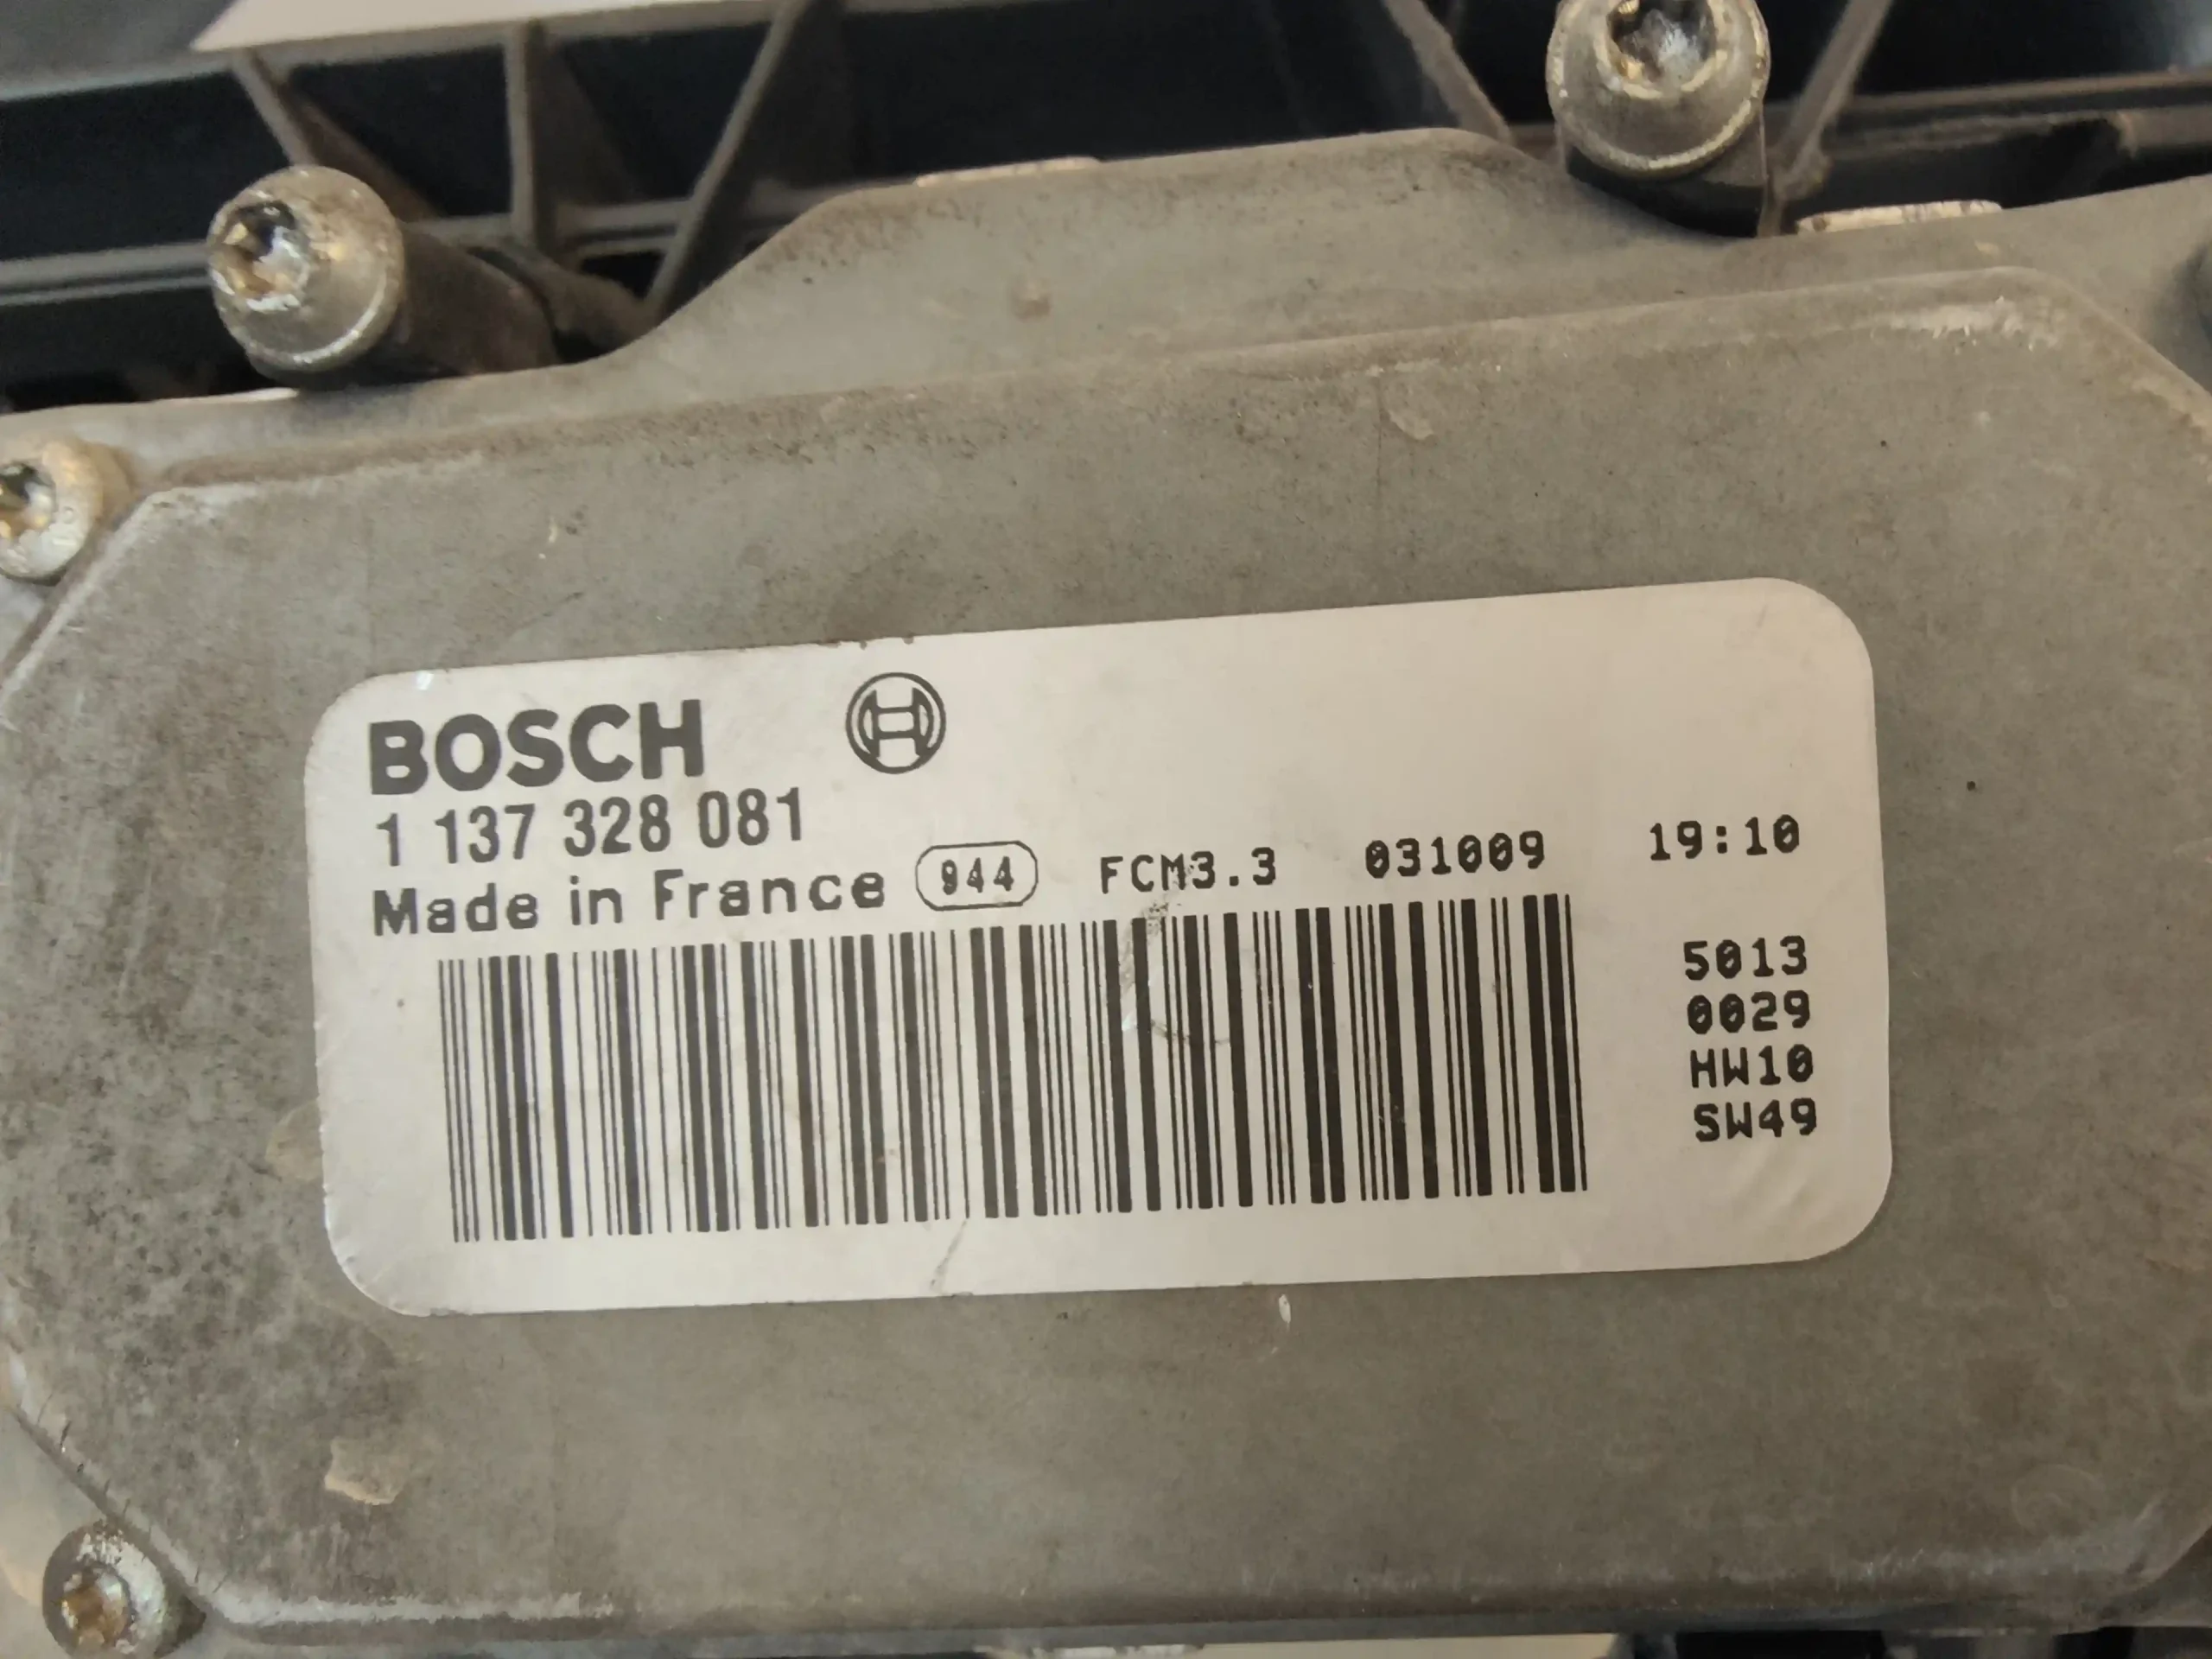 BOSCH
1 137 328 081
Made in France 944 FCM3.3 031009 19:10
5013
0029
HW10
SW49